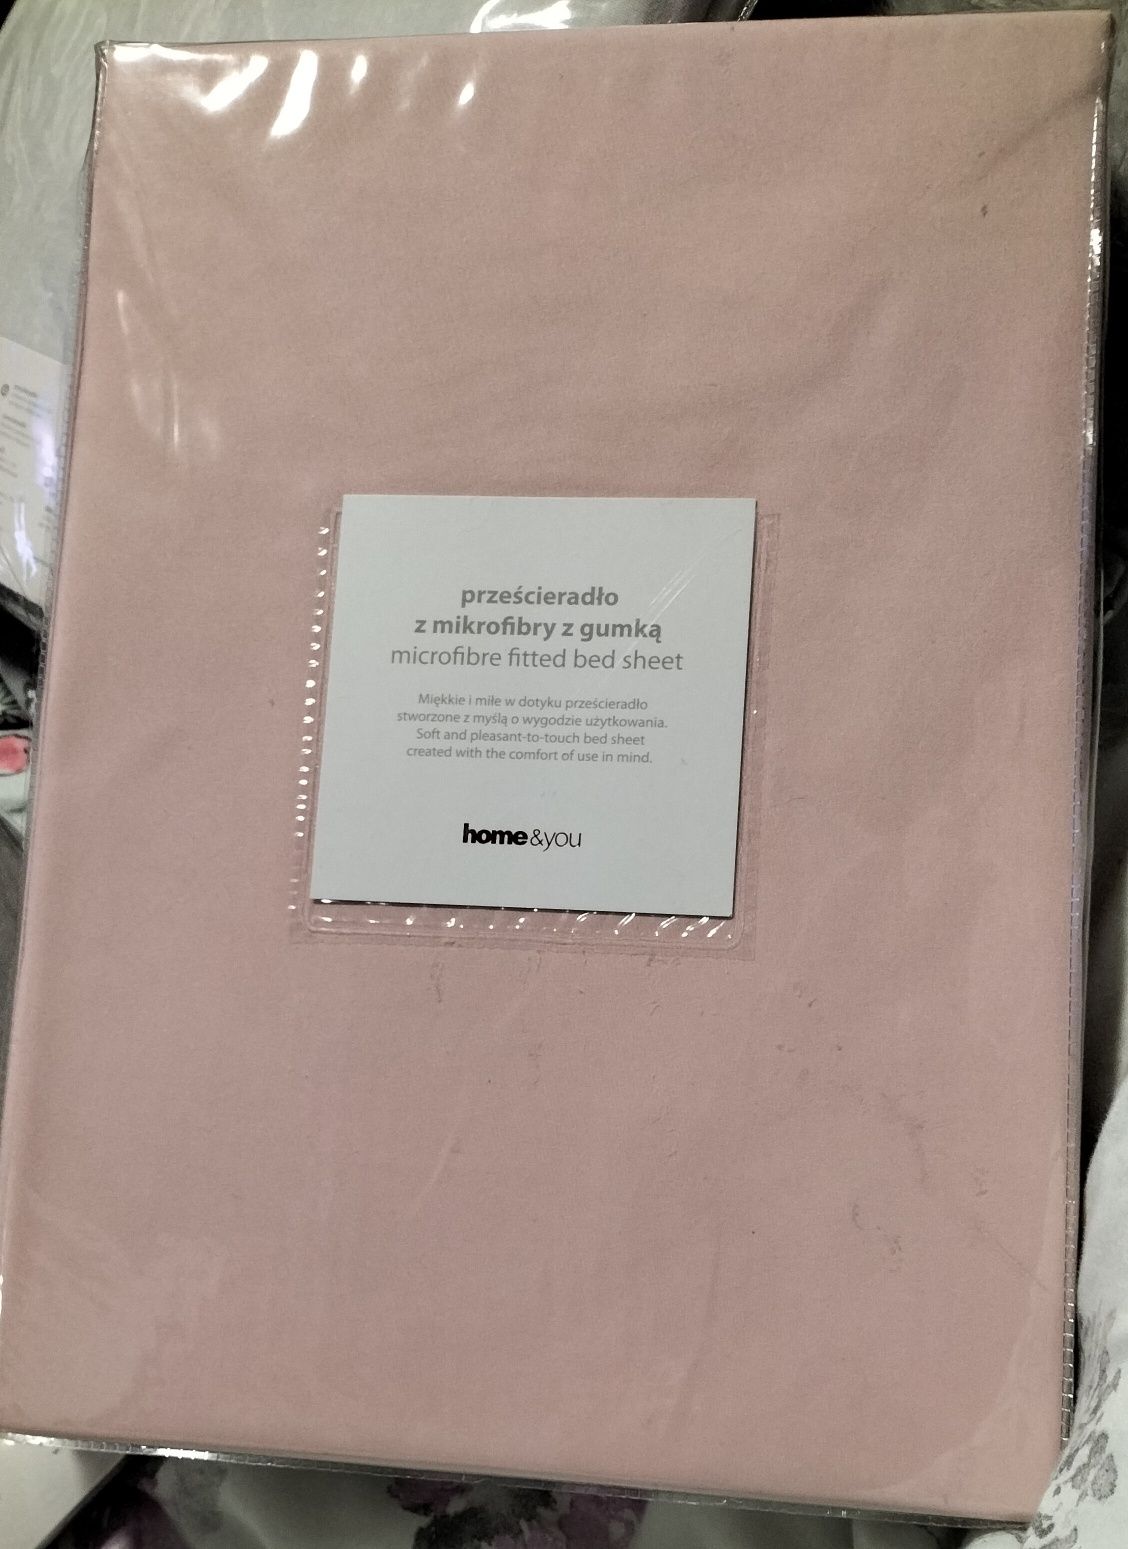 prześcieradło
z mikrofibry z gumką
microfibre fitted bed sheet
Miękkie i miłe w dotyku prześcieradło
stworzone z myślą o wygodzie użytkowania.
Soft and pleasant-to-touch bed sheet
created with the comfort of use in mind.
home&you